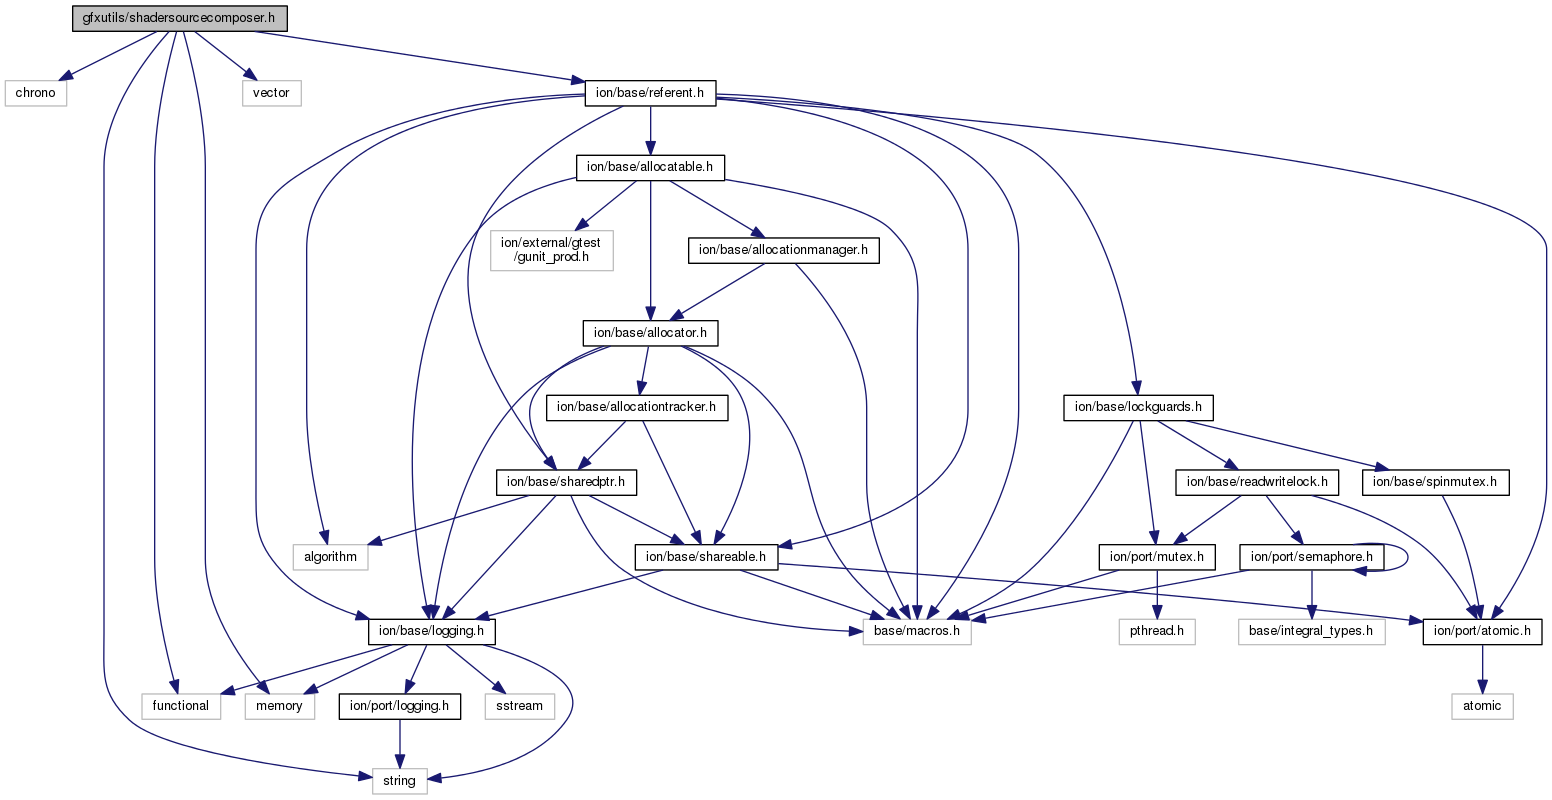 gfxutils/shadersourcecomposer.h
chrono
vector
ion/base/referent.h
ion/base/allocatable.h
ion/external/gtest
/gunit_prod.h
ion/base/allocationmanager.h
ion/base/allocator.h
ion/base/allocationtracker.h
ion/base/lockguards.h
ion/base/sharedptr.h
ion/base/readwritelock.h
ion/base/spinmutex.h
algorithm
ion/base/shareable.h
ion/port/mutex.h
ion/port/semaphore.h
ion/base/logging.h
base/macros.h
pthread.h
base/integral_types.h
ion/port/atomic.h
functional
memory
ion/port/logging.h
sstream
atomic
string